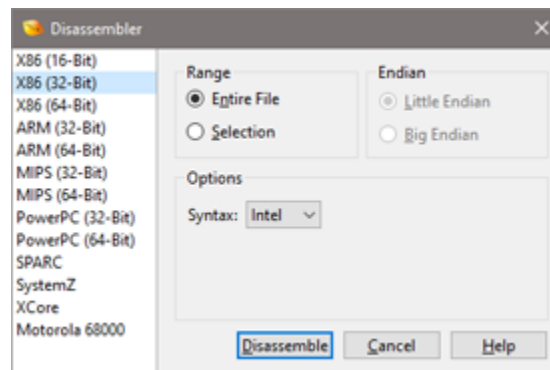 Disassembler
X86 (16-Bit)
X86 (32-Bit)
X86 (64-Bit)
ARM (32-Bit)
ARM (64-Bit)
MIPS (32-Bit)
MIPS (64-Bit)
PowerPC (32-Bit)
PowerPC (64-Bit)
SPARC
SystemZ
XCore
Motorola 68000
Range
Entire File
Selection
Endian
Little Endian
Big Endian
Options
Syntax: Intel
Disassemble Cancel Help